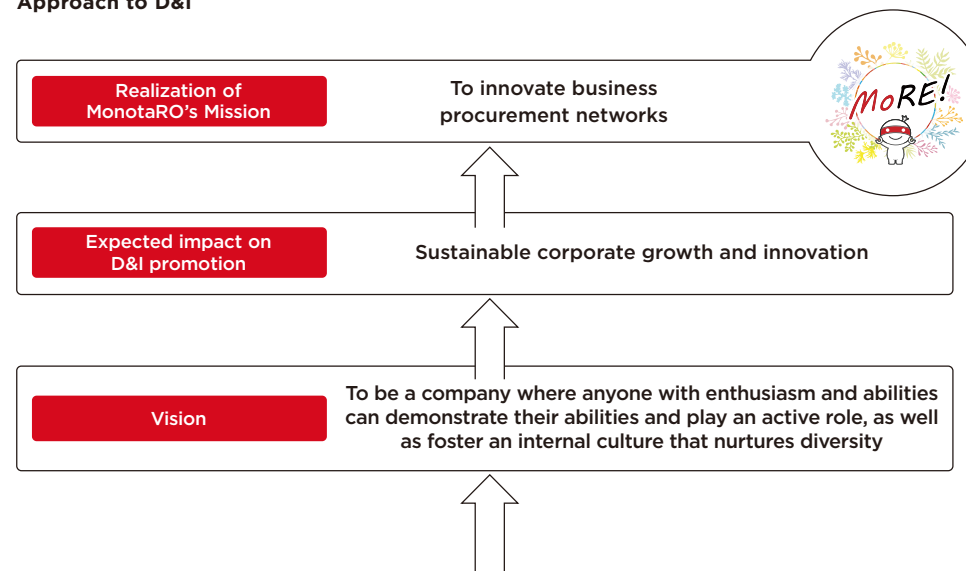 Approach to D&I
Realization of
MonotaRO's Mission
To innovate business
procurement networks
MoRE!
Expected impact on
D&I promotion
Sustainable corporate growth and innovation
Vision
To be a company where anyone with enthusiasm and abilities
can demonstrate their abilities and play an active role, as well
as foster an internal culture that nurtures diversity